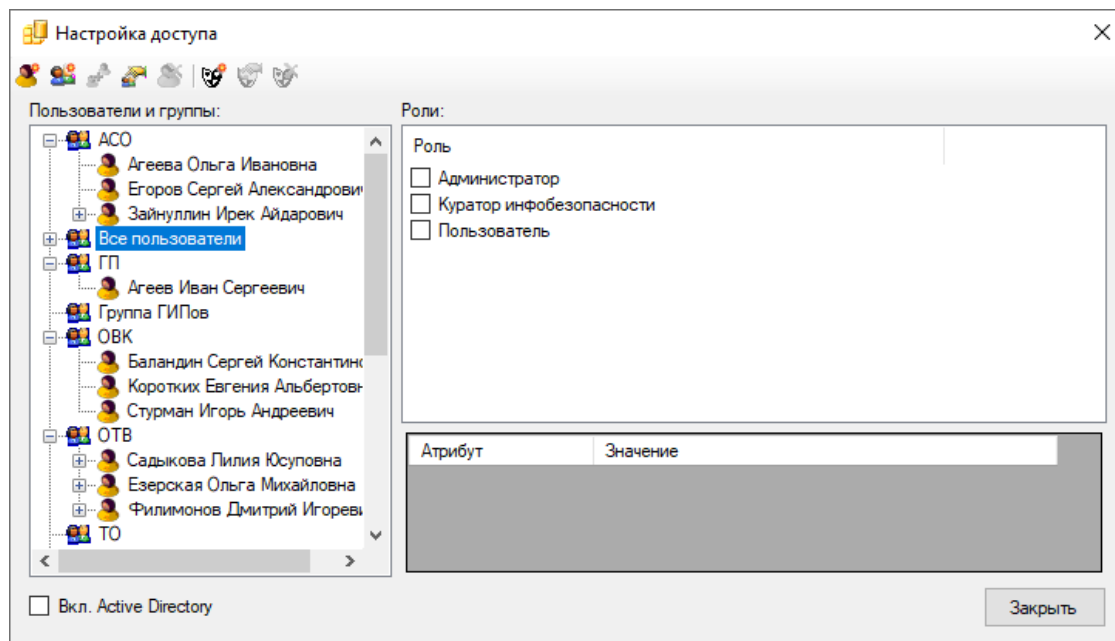 Настройка доступа
Пользователи и группы:
АСО
Агеева Ольга Ивановна
Егоров Сергей Александрови
Зайнуллин Ирек Айдарович
Все пользователи
ГП
Агеев Иван Сергеевич
Группа ГИПов
ОВК
Баландин Сергей Константино
Коротких Евгения Альбертовн
Стурман Игорь Андреевич
ОТВ
Садыкова Лилия Юсуповна
Езерская Ольга Михайловна
Филимонов Дмитрий Игореви
ТО
Роли:
Роль
Администратор
Куратор инфобезопасности
Пользователь
Атрибут Значение
Вкл. Active Directory
Закрыть